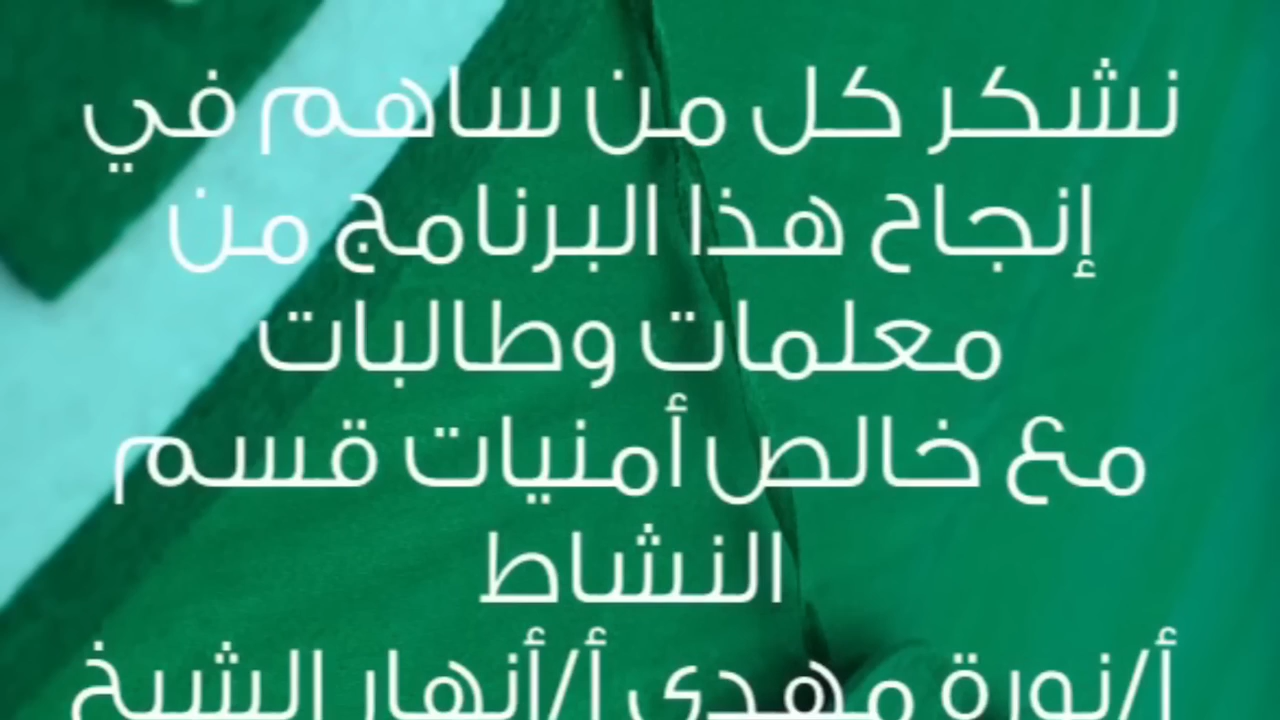 نشكر كل من ساهم في
إنجاح هذا البرنامج من
معلمات وطالبات
مع خالص أمنيات قسم
النشاط
أ/نورة مهدي أ/أنهار الشيخ